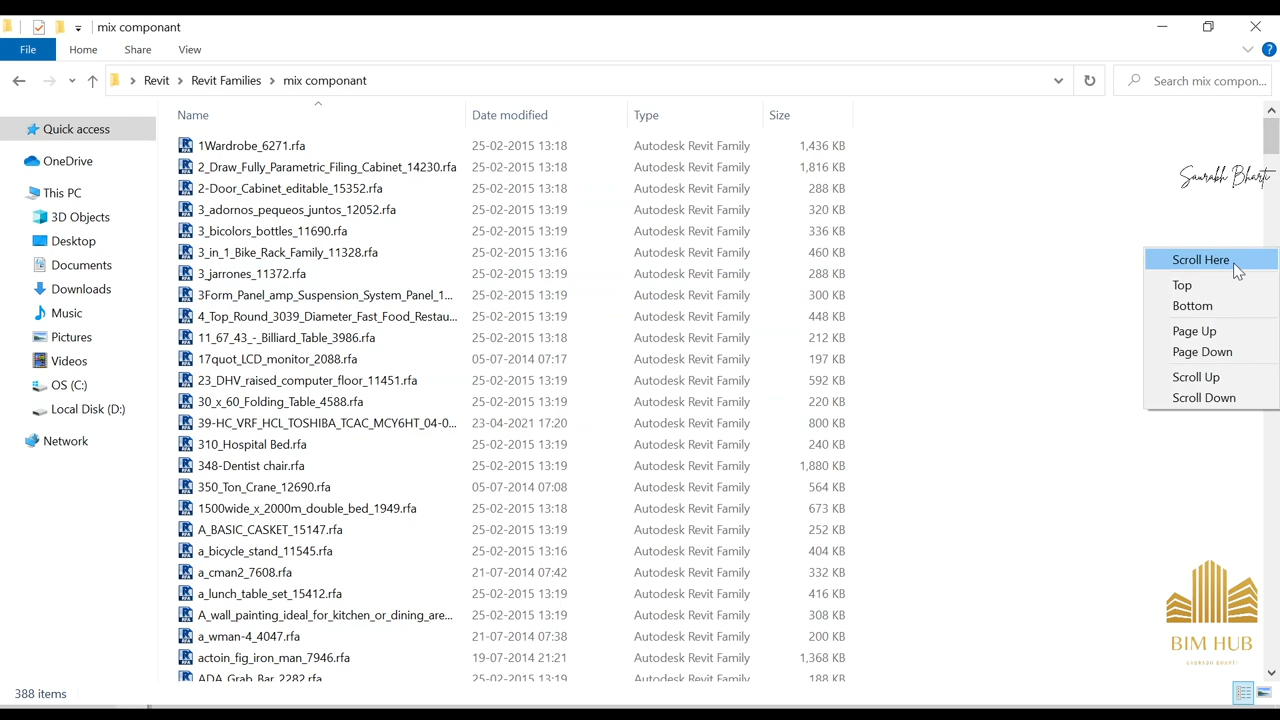 mix componant
File Home Share View
Revit Revit Families mix componant
Search mix compon...
Name Date modified Type Size
Quick access
OneDrive
This PC
3D Objects
Desktop
Documents
Downloads
Music
Pictures
Videos
OS (C:)
Local Disk (D:)
Network
1Wardrobe_6271.rfa 25-02-2015 13:18 Autodesk Revit Family 1,436 KB
2_Draw_Fully_Parametric_Filing_Cabinet_14230.rfa 25-02-2015 13:18 Autodesk Revit Family 1,816 KB
2-Door_Cabinet_editable_15352.rfa 25-02-2015 13:18 Autodesk Revit Family 288 KB
3_adornos_pequeos_juntos_12052.rfa 25-02-2015 13:19 Autodesk Revit Family 320 KB
3_bicolors_bottles_11690.rfa 25-02-2015 13:19 Autodesk Revit Family 336 KB
3_in_1_Bike_Rack_Family_11328.rfa 25-02-2015 13:16 Autodesk Revit Family 460 KB
3_jarrones_11372.rfa 25-02-2015 13:19 Autodesk Revit Family 288 KB
3Form_Panel_amp_Suspension_System_Panel_1... 25-02-2015 13:19 Autodesk Revit Family 300 KB
4_Top_Round_3039_Diameter_Fast_Food_Restau... 25-02-2015 13:18 Autodesk Revit Family 448 KB
11_67_43_-_Billiard_Table_3986.rfa 25-02-2015 13:18 Autodesk Revit Family 212 KB
17quot_LCD_monitor_2088.rfa 05-07-2014 07:17 Autodesk Revit Family 197 KB
23_DHV_raised_computer_floor_11451.rfa 25-02-2015 13:19 Autodesk Revit Family 592 KB
30_x_60_Folding_Table_4588.rfa 25-02-2015 13:19 Autodesk Revit Family 220 KB
39-HC_VRF_HCL_TOSHIBA_TCAC_MCY6HT_04-0... 23-04-2021 17:20 Autodesk Revit Family 800 KB
310_Hospital Bed.rfa 25-02-2015 13:19 Autodesk Revit Family 240 KB
348-Dentist chair.rfa 25-02-2015 13:19 Autodesk Revit Family 1,880 KB
350_Ton_Crane_12690.rfa 05-07-2014 07:08 Autodesk Revit Family 564 KB
1500wide_x_2000m_double_bed_1949.rfa 25-02-2015 13:18 Autodesk Revit Family 673 KB
A_BASIC_CASKET_15147.rfa 25-02-2015 13:19 Autodesk Revit Family 252 KB
a_bicycle_stand_11545.rfa 25-02-2015 13:16 Autodesk Revit Family 404 KB
a_cman2_7608.rfa 21-07-2014 07:42 Autodesk Revit Family 332 KB
a_lunch_table_set_15412.rfa 25-02-2015 13:19 Autodesk Revit Family 416 KB
A_wall_painting_ideal_for_kitchen_or_dining_are... 25-02-2015 13:19 Autodesk Revit Family 308 KB
a_wman-4_4047.rfa 21-07-2014 07:38 Autodesk Revit Family 200 KB
actoin_fig_iron_man_7946.rfa 19-07-2014 21:21 Autodesk Revit Family 1,368 KB
ADA_Grab_Bar_2282.rfa 25-02-2015 13:19 Autodesk Revit Family 188 KB
Saurabh Bharti
Scroll Here
Top
Bottom
Page Up
Page Down
Scroll Up
Scroll Down
BIM HUB
SAURABH BHARTI
388 items